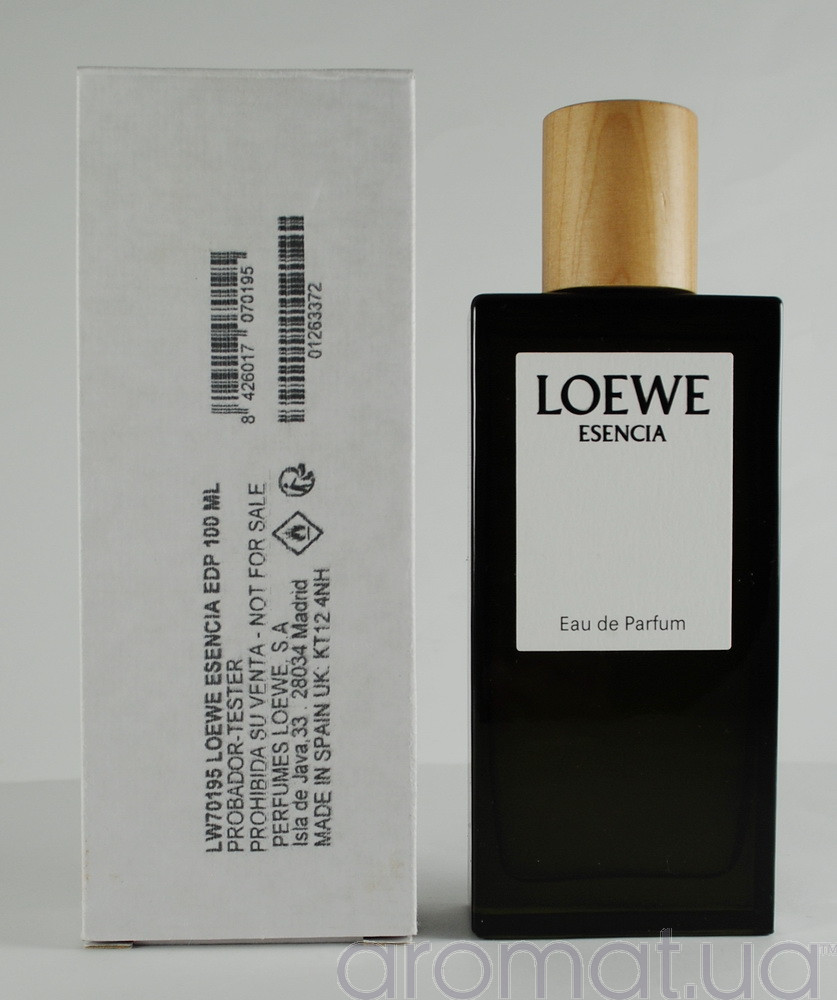 8 426017 070195
01263372
LW70195 LOEWE ESENCIA EDP 100 ML
PROBADOR-TESTER
PROHIBIDA SU VENTA - NOT FOR SALE
PERFUMES LOEWE, S.A
Isla de Java,33 . 28034 Madrid
MADE IN SPAIN UK: KT12 4NH
LOEWE
ESENCIA
Eau de Parfum
aromat.ua™